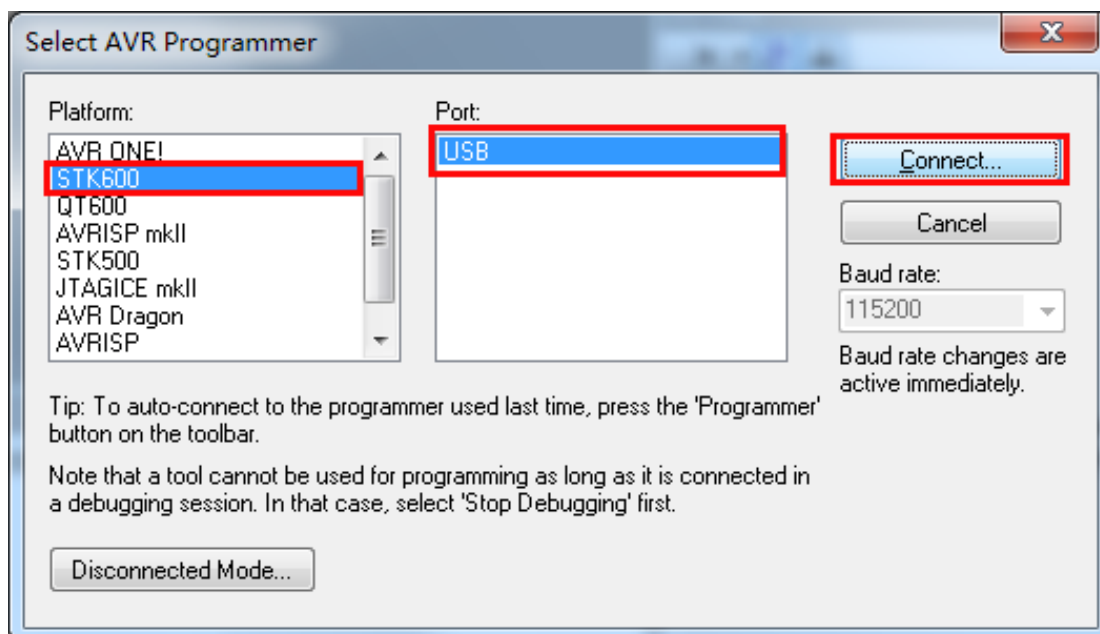 Select AVR Programmer
Platform:
Port:
AVR ONE!
STK600
QT600
AVRISP mkII
STK500
JTAGICE mkII
AVR Dragon
AVRISP
USB
Connect...
Cancel
Baud rate:
115200
Baud rate changes are
active immediately.
Tip: To auto-connect to the programmer used last time, press the 'Programmer'
button on the toolbar.
Note that a tool cannot be used for programming as long as it is connected in
a debugging session. In that case, select 'Stop Debugging' first.
Disconnected Mode...